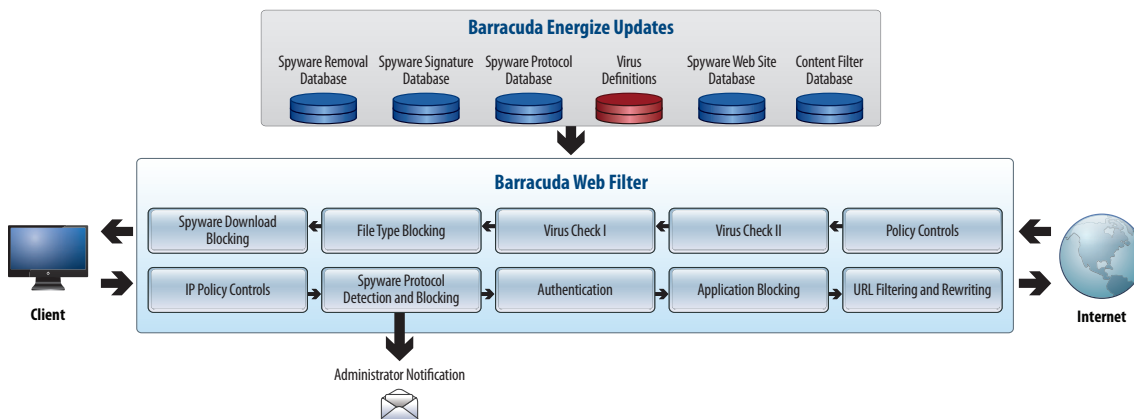 Barracuda Energize Updates
Spyware Removal
Database
Spyware Signature
Database
Spyware Protocol
Database
Virus
Definitions
Spyware Web Site
Database
Content Filter
Database
Barracuda Web Filter
Spyware Download
Blocking
File Type Blocking
Virus Check I
Virus Check II
Policy Controls
IP Policy Controls
Spyware Protocol
Detection and Blocking
Authentication
Application Blocking
URL Filtering and Rewriting
Client
Internet
Administrator Notification